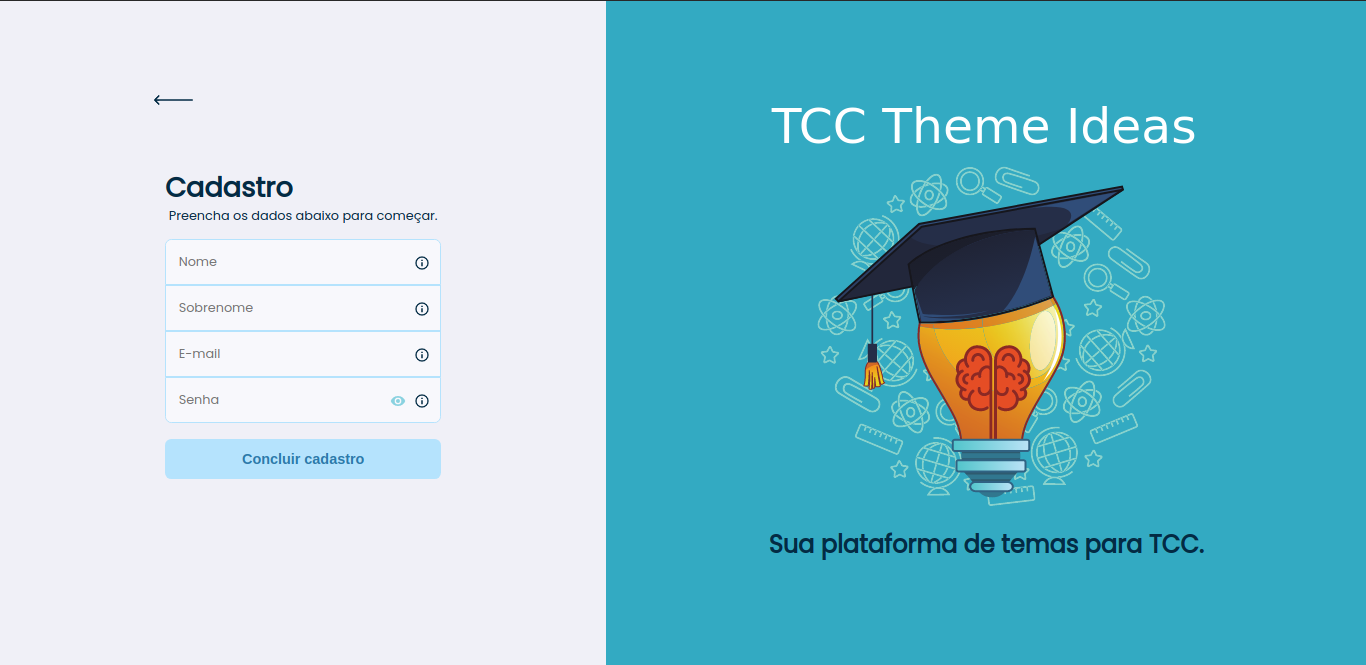 Cadastro
Preencha os dados abaixo para começar.
Nome
Sobrenome
E-mail
Senha
Concluir cadastro
TCC Theme Ideas
Sua plataforma de temas para TCC.